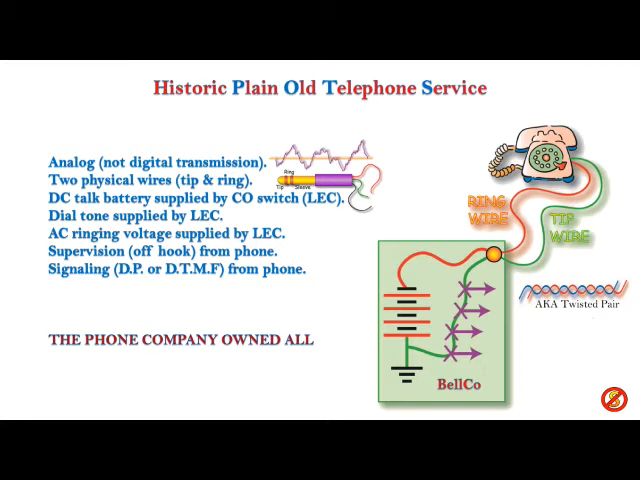 Historic Plain Old Telephone Service
Analog (not digital transmission).
Two physical wires (tip & ring).
DC talk battery supplied by CO switch (LEC).
Dial tone supplied by LEC.
AC ringing voltage supplied by LEC.
Supervision (off hook) from phone.
Signaling (D.P. or D.T.M.F) from phone.
THE PHONE COMPANY OWNED ALL
Ring
Tip
Sleeve
RING
WIRE
TIP
WIRE
AKA Twisted Pair
BellCo